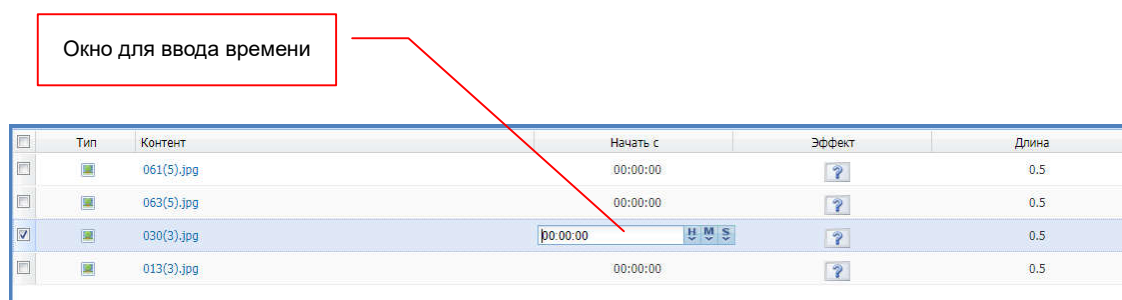 Окно для ввода времени
Тип Контент Начать с Эффект Длина
061(5).jpg 00:00:00 ? 0.5
063(5).jpg 00:00:00 ? 0.5
030(3).jpg 00:00:00 H M S ? 0.5
013(3).jpg 00:00:00 ? 0.5